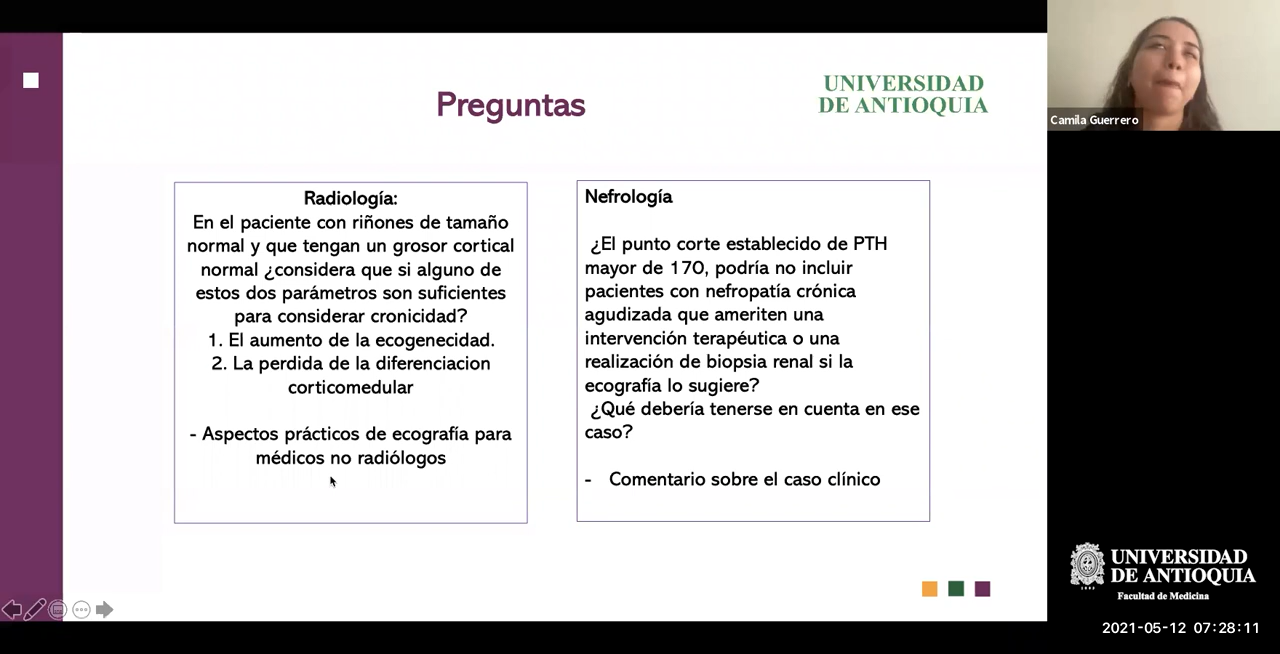 Preguntas
UNIVERSIDAD
DE ANTIOQUIA
Radiología:
En el paciente con riñones de tamaño
normal y que tengan un grosor cortical
normal ¿considera que si alguno de
estos dos parámetros son suficientes
para considerar cronicidad?
1. El aumento de la ecogenecidad.
2. La perdida de la diferenciacion
corticomedular
- Aspectos prácticos de ecografía para
médicos no radiólogos
Nefrología
¿El punto corte establecido de PTH
mayor de 170, podría no incluir
pacientes con nefropatía crónica
agudizada que ameriten una
intervención terapéutica o una
realización de biopsia renal si la
ecografía lo sugiere?
¿Qué debería tenerse en cuenta en ese
caso?
- Comentario sobre el caso clínico
Camila Guerrero
UNIVERSIDAD
DE ANTIOQUIA
Facultad de Medicina
2021-05-12 07:28:11